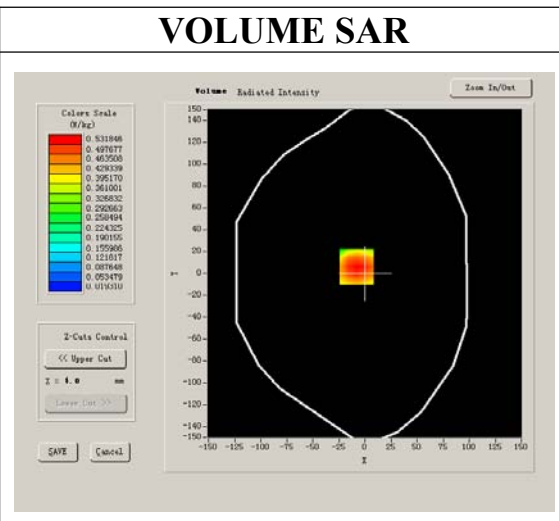 VOLUME SAR
Volume Radiated Intensity
Zoom In/Out
Colors Scale
(W/kg)
0.531846
0.497677
0.463508
0.429339
0.395170
0.361001
0.326832
0.292663
0.258494
0.224325
0.190155
0.155986
0.121817
0.087648
0.053479
0.019310
Z-Cuts Control
<< Upper Cut
Z = 4.0 mm
Lower Cut >>
SAVE
Cancel
150
140
120
100
80
60
40
20
0
-20
-40
-60
-80
-100
-120
-140
-150
Y
-150 -125 -100 -75 -50 -25 0 25 50 75 100 125 150
X